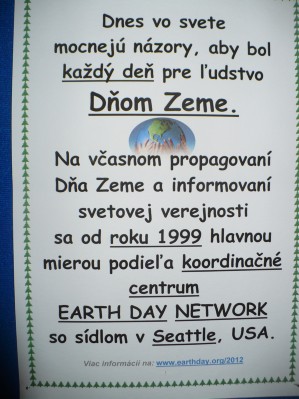 Dnes vo svete
mocnejú názory, aby bol
každý deň pre ľudstvo
Dňom Zeme.
Na včasnom propagovaní
Dňa Zeme a informovaní
svetovej verejnosti
sa od roku 1999 hlavnou
mierou podieľa koordinačné
centrum
EARTH DAY NETWORK
so sídlom v Seattle, USA.
Viac informácií na: www.earthday.org/2012